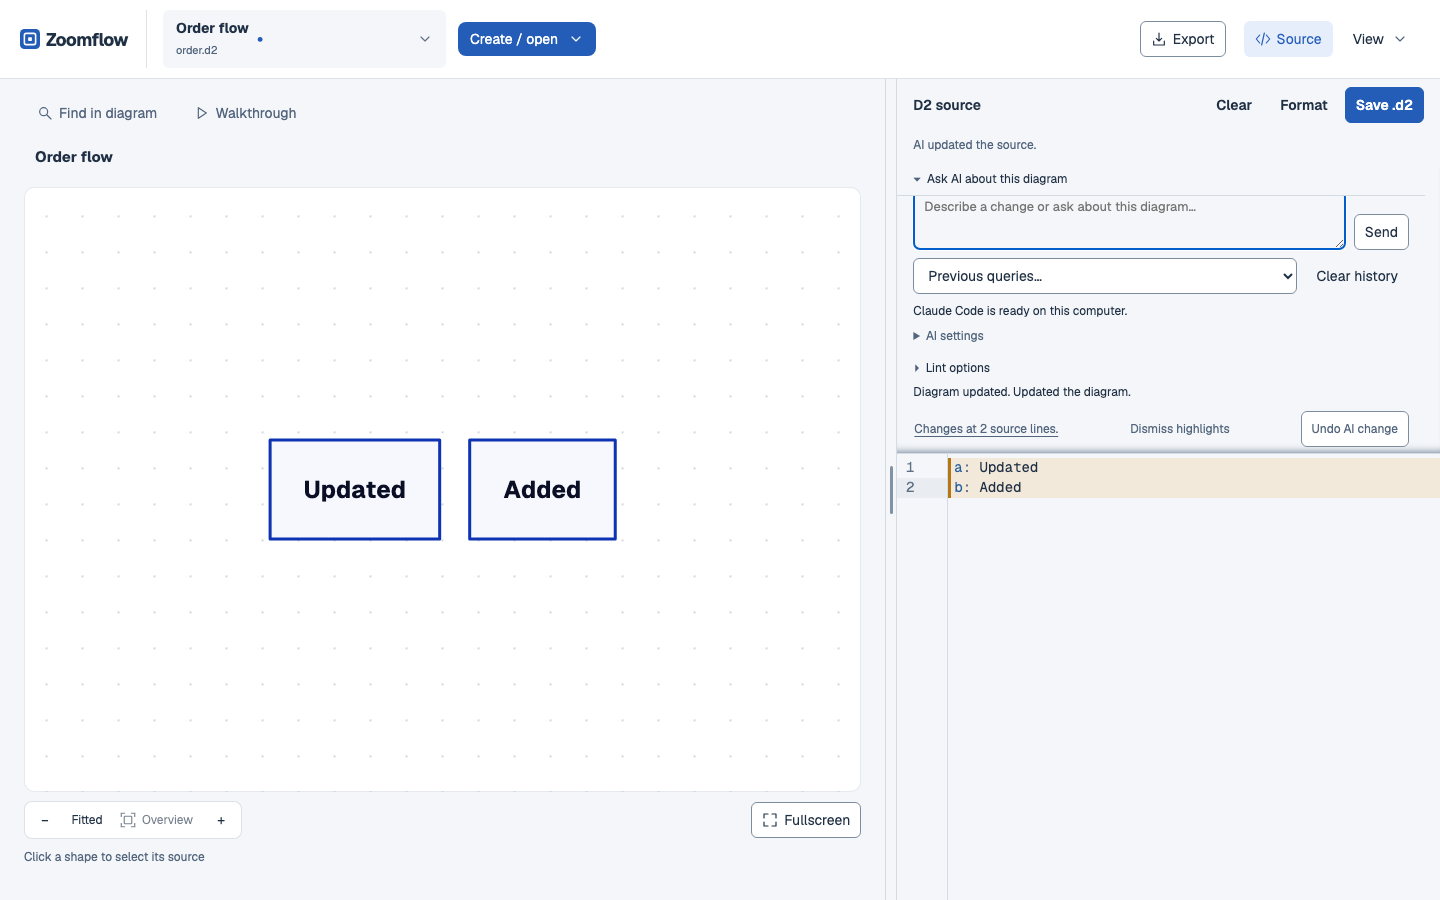 Zoomflow
Order flow
order.d2
Create / open
Export
Source
View
Find in diagram
Walkthrough
Order flow
Updated
Added
Fitted
Overview
Fullscreen
Click a shape to select its source
D2 source
Clear
Format
Save .d2
AI updated the source.
Ask AI about this diagram
Describe a change or ask about this diagram...
Send
Previous queries...
Clear history
Claude Code is ready on this computer.
AI settings
Lint options
Diagram updated. Updated the diagram.
Changes at 2 source lines.
Dismiss highlights
Undo AI change
1 a: Updated
2 b: Added